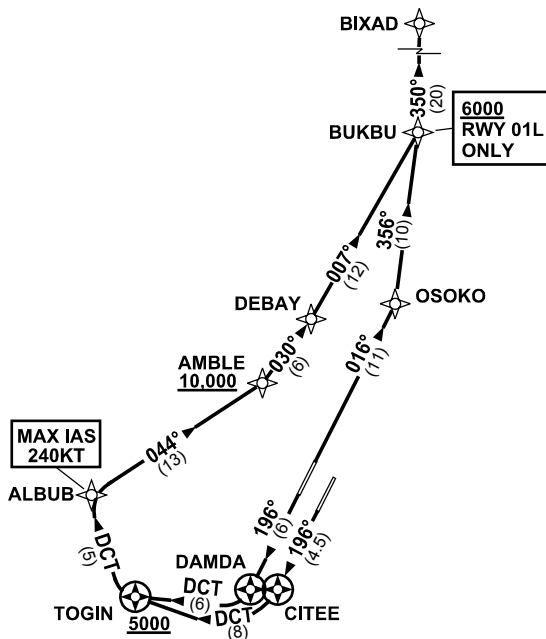 BIXAD
350°
(20)
6000
RWY 01L
ONLY
BUKBU
356°
(10)
007°
(12)
DEBAY
OSOKO
030°
(6)
016°
(11)
AMBLE
10,000
MAX IAS
240KT
044°
(13)
ALBUB
196°
(6)
196°
(4.5)
DCT
(5)
DAMDA
DCT
(6)
TOGIN
5000
DCT
(8)
CITEE